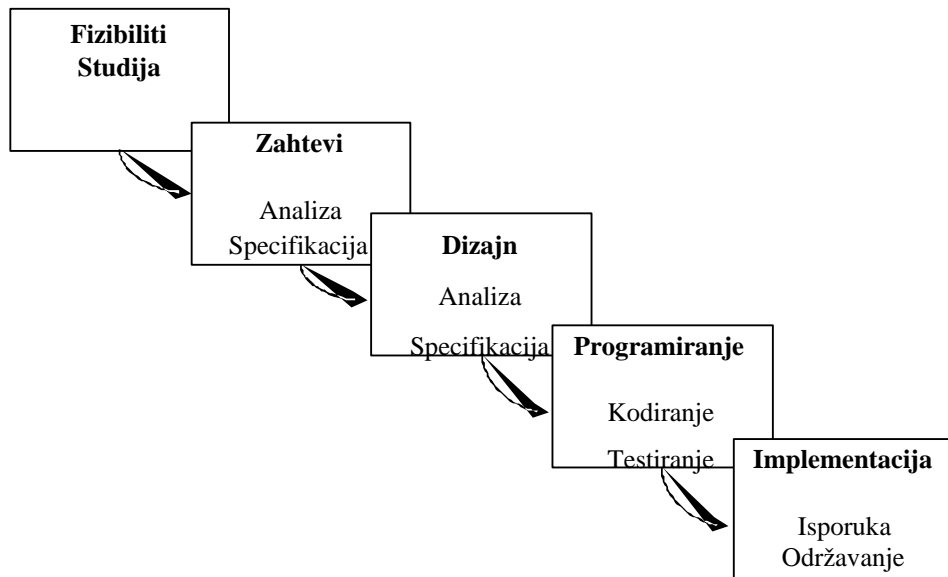 Fizibiliti
Studija
Zahtevi
Analiza
Specifikacija
Dizajn
Analiza
Specifikacija
Programiranje
Kodiranje
Testiranje
Implementacija
Isporuka
Održavanje